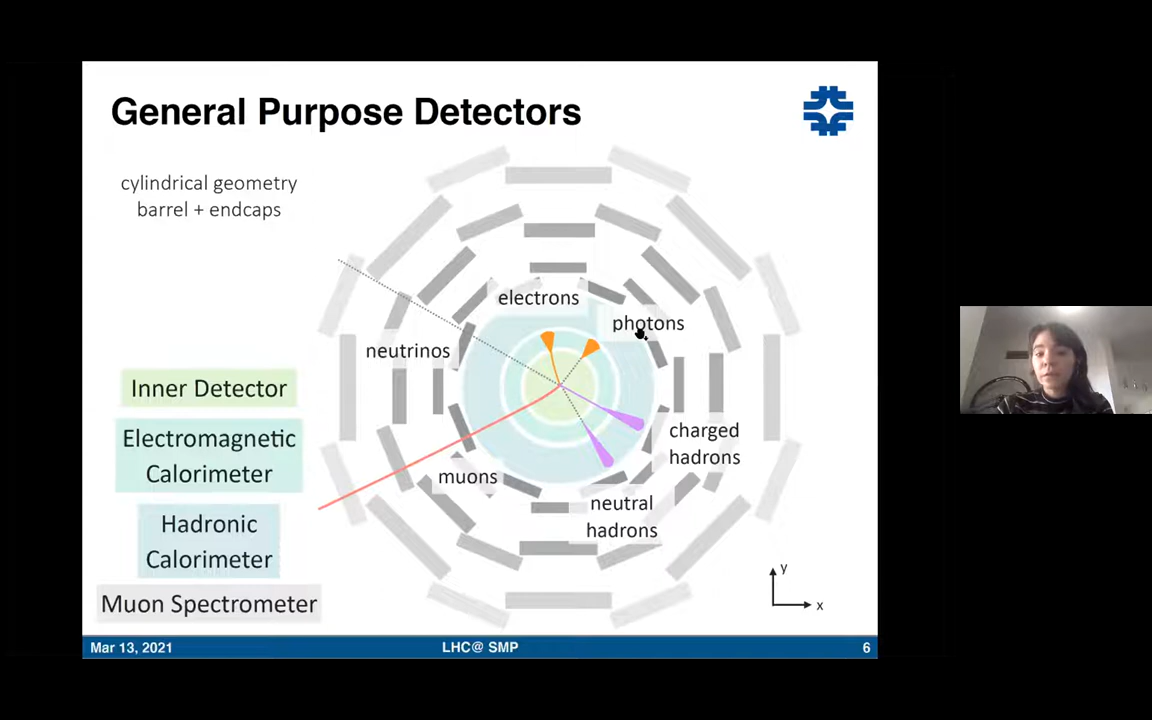 General Purpose Detectors
cylindrical geometry
barrel + endcaps
electrons
photons
neutrinos
Inner Detector
Electromagnetic
Calorimeter
charged
hadrons
muons
neutral
hadrons
Hadronic
Calorimeter
Muon Spectrometer
y
x
Mar 13, 2021
LHC@ SMP
6